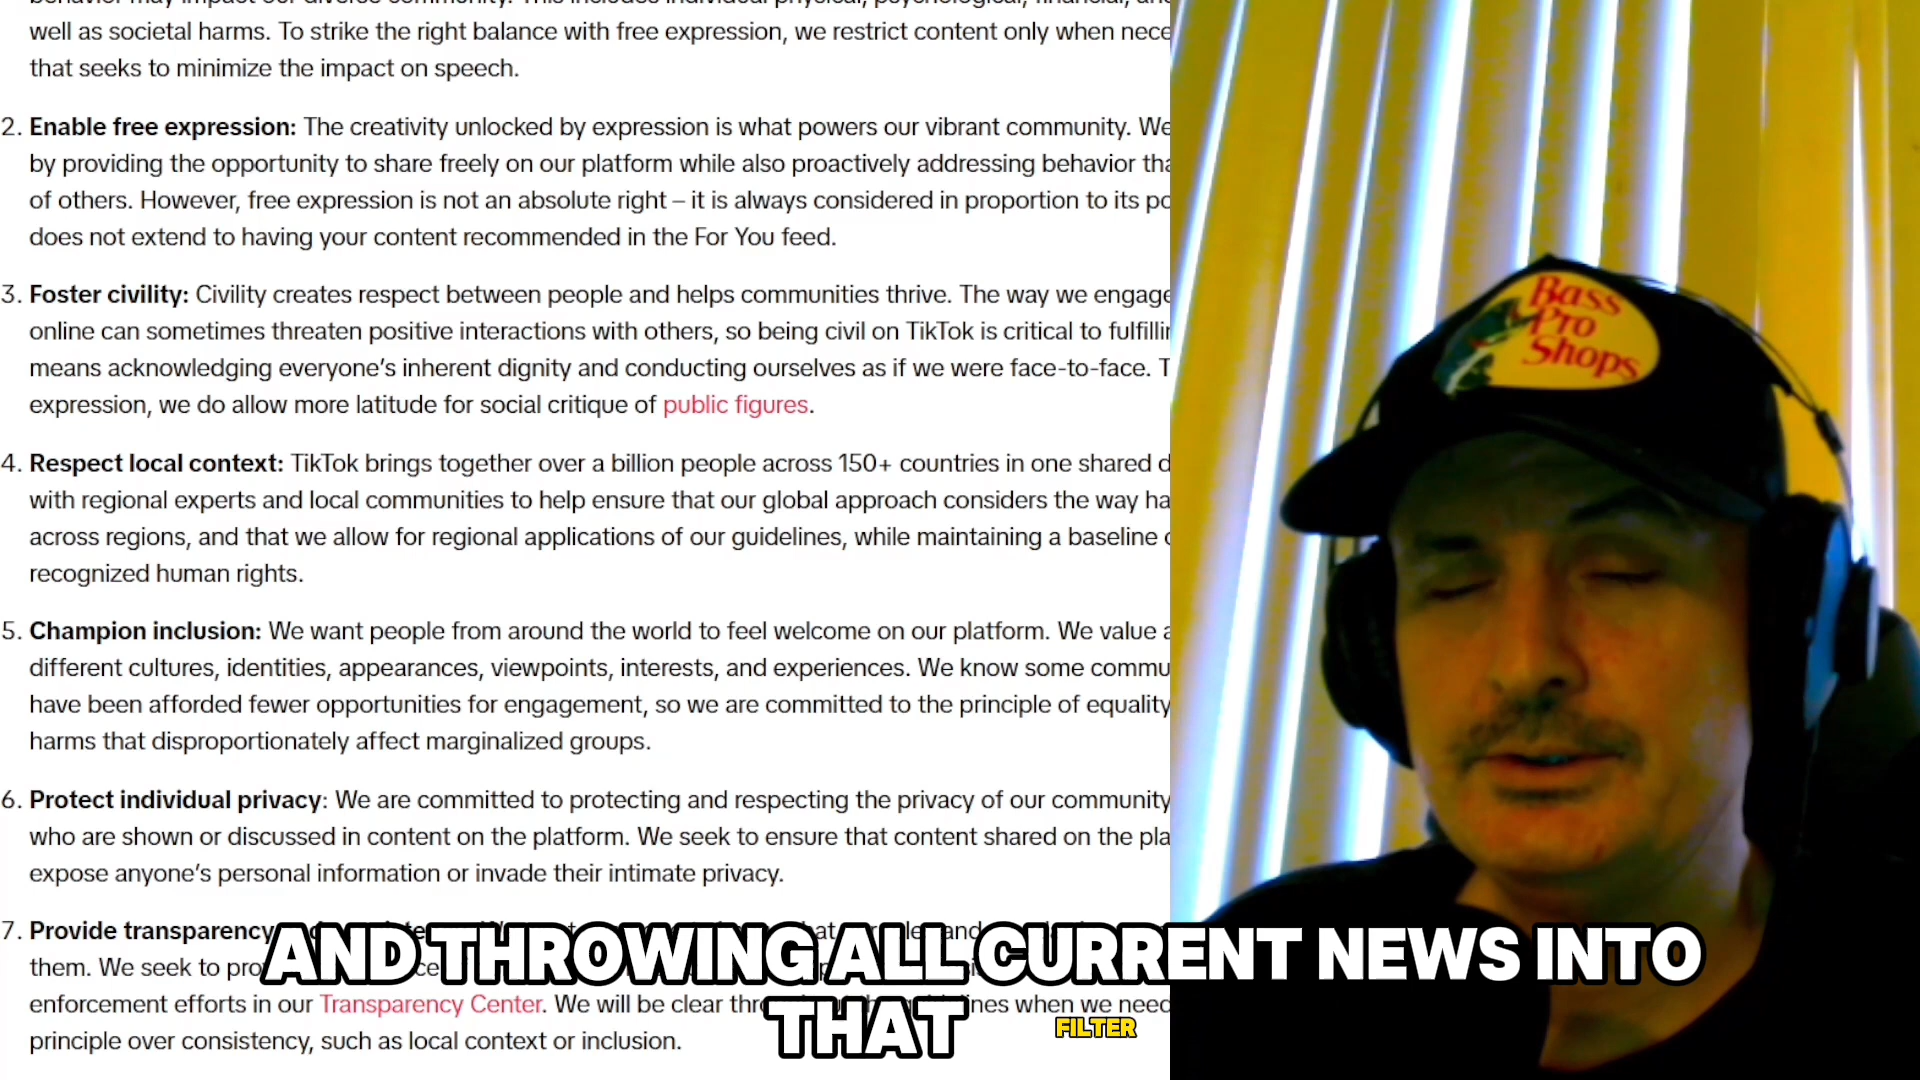 well as societal harms. To strike the right balance with free expression, we restrict content only when nece
that seeks to minimize the impact on speech.
2. Enable free expression: The creativity unlocked by expression is what powers our vibrant community. We
by providing the opportunity to share freely on our platform while also proactively addressing behavior tha
of others. However, free expression is not an absolute right – it is always considered in proportion to its po
does not extend to having your content recommended in the For You feed.
3. Foster civility: Civility creates respect between people and helps communities thrive. The way we engage
online can sometimes threaten positive interactions with others, so being civil on TikTok is critical to fulfillin
means acknowledging everyone's inherent dignity and conducting ourselves as if we were face-to-face. T
expression, we do allow more latitude for social critique of public figures.
4. Respect local context: TikTok brings together over a billion people across 150+ countries in one shared d
with regional experts and local communities to help ensure that our global approach considers the way ha
across regions, and that we allow for regional applications of our guidelines, while maintaining a baseline
recognized human rights.
5. Champion inclusion: We want people from around the world to feel welcome on our platform. We value a
different cultures, identities, appearances, viewpoints, interests, and experiences. We know some commu
have been afforded fewer opportunities for engagement, so we are committed to the principle of equality
harms that disproportionately affect marginalized groups.
6. Protect individual privacy: We are committed to protecting and respecting the privacy of our community
who are shown or discussed in content on the platform. We seek to ensure that content shared on the pla
expose anyone's personal information or invade their intimate privacy.
7. Provide transparency
them. We seek to pro
enforcement efforts in our Transparency Center. We will be clear when we need
principle over consistency, such as local context or inclusion.
Bass
Pro
Shops
AND THROWING ALL CURRENT NEWS INTO
THAT FILTER